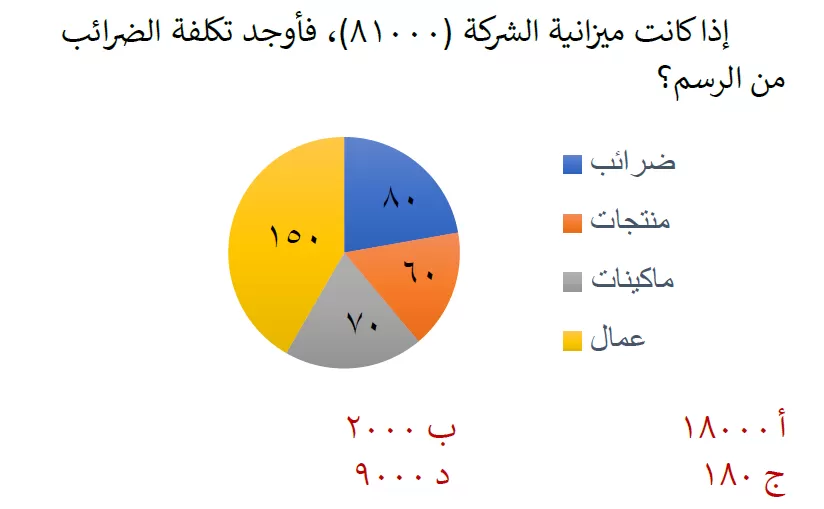 إذا كانت ميزانية الشركة (٨١٠٠٠)، فأوجد تكلفة الضرائب
من الرسم؟
ضرائب
منتجات
ماكينات
عمال
٨٠
٦٠
٧٠
١٥٠
أ ١٨٠٠٠
ب ٢٠٠٠
ج ١٨٠
د ٩٠٠٠